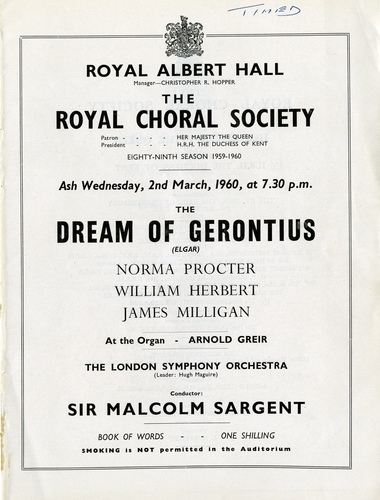 TIMED
ROYAL ALBERT HALL
Manager—CHRISTOPHER R. HOPPER
THE
ROYAL CHORAL SOCIETY
Patron - - - - HER MAJESTY THE QUEEN
President - - - - H.R.H. THE DUCHESS OF KENT
EIGHTY-NINTH SEASON 1959-1960
Ash Wednesday, 2nd March, 1960, at 7.30 p.m.
THE
DREAM OF GERONTIUS
(ELGAR)
NORMA PROCTER
WILLIAM HERBERT
JAMES MILLIGAN
At the Organ - ARNOLD GREIR
THE LONDON SYMPHONY ORCHESTRA
(Leader: Hugh Maguire)
Conductor:
SIR MALCOLM SARGENT
BOOK OF WORDS - - ONE SHILLING
SMOKING is NOT permitted in the Auditorium